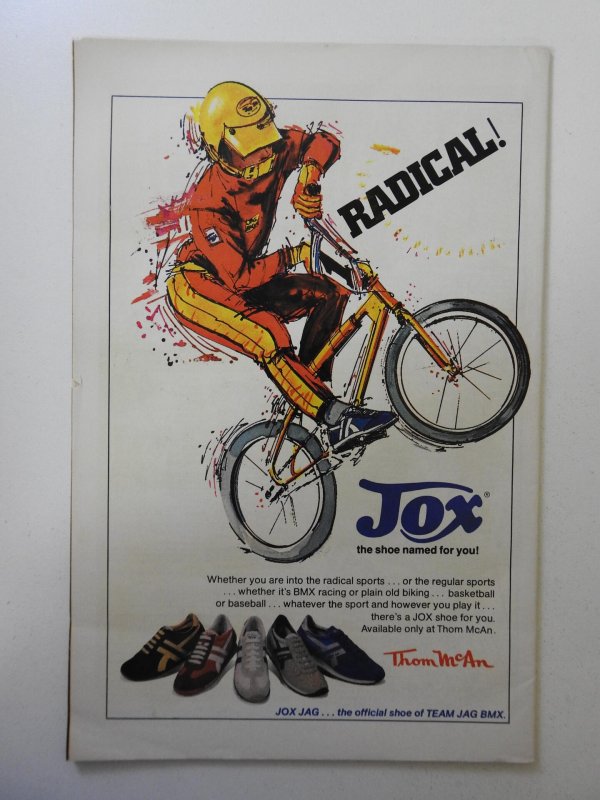 RADICAL!
1
Jox®
the shoe named for you!
Whether you are into the radical sports . . . or the regular sports
. . . whether it's BMX racing or plain old biking . . . basketball
or baseball . . . whatever the sport and however you play it . . .
there's a JOX shoe for you.
Available only at Thom McAn.
Thom McAn
JOX JAG . . . the official shoe of TEAM JAG BMX.